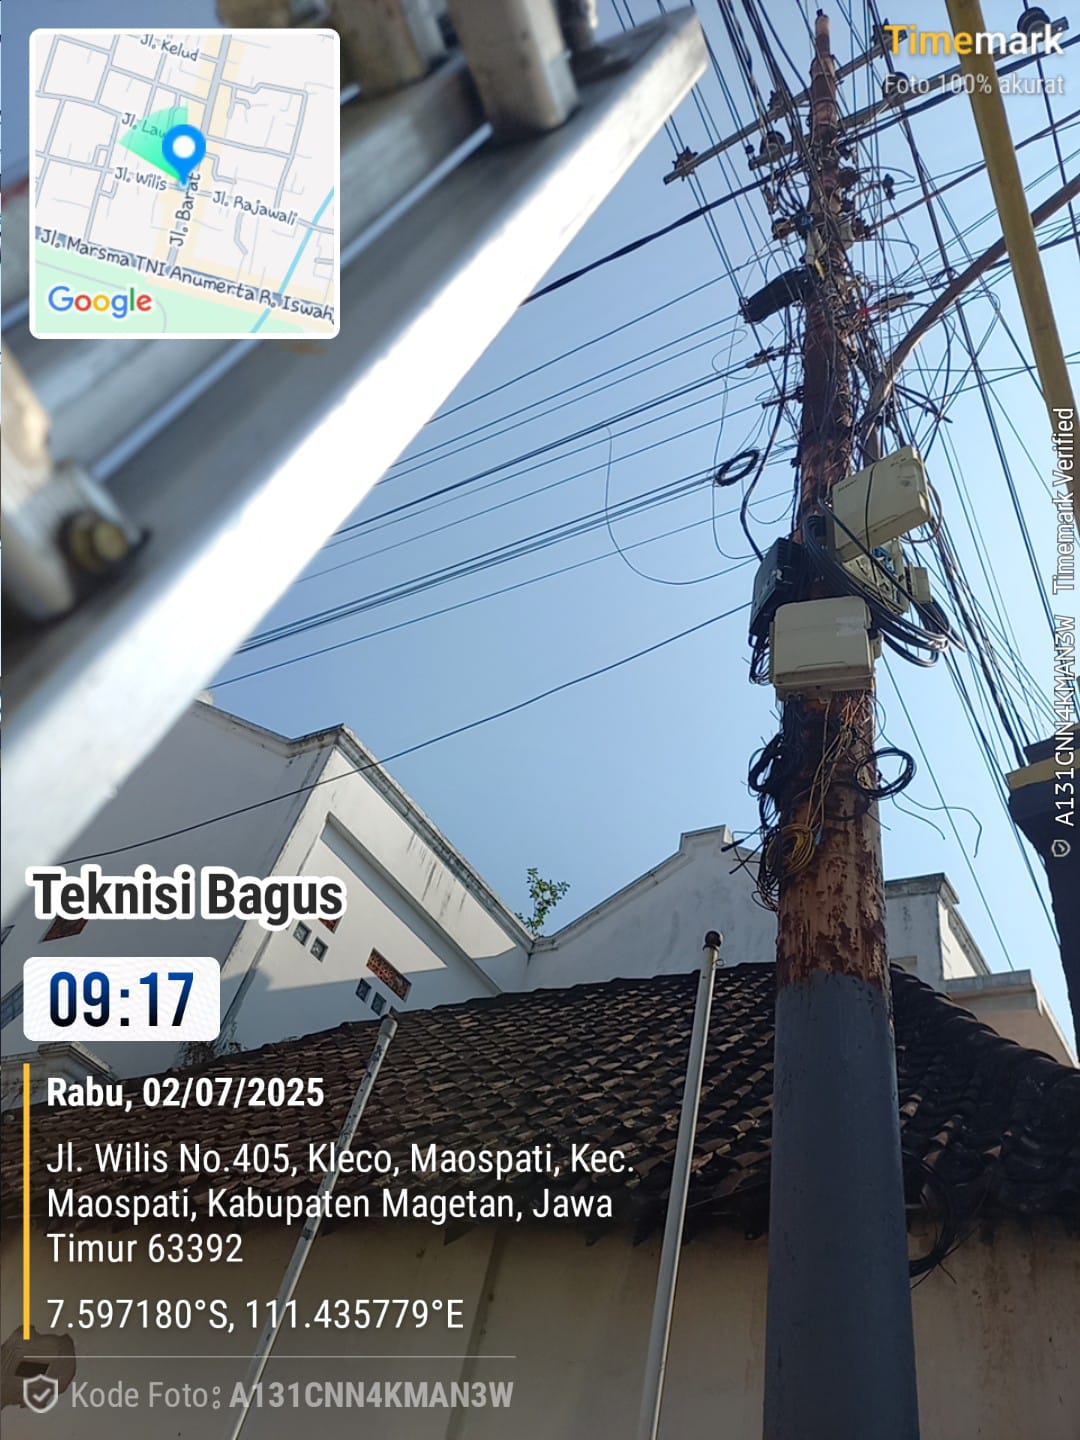 Jl. Kelud
Jl. Law
Jl. Wilis
Jl. Barat
Jl. Rajawali
Jl. Marsma TNI Anumerta R. Iswah
Google
Timemark
Foto 100% akurat
A131CNN4KMAN3W Timemark Verified
Teknisi Bagus
09:17
Rabu, 02/07/2025
Jl. Wilis No.405, Kleco, Maospati, Kec.
Maospati, Kabupaten Magetan, Jawa
Timur 63392
7.597180°S, 111.435779°E
Kode Foto: A131CNN4KMAN3W